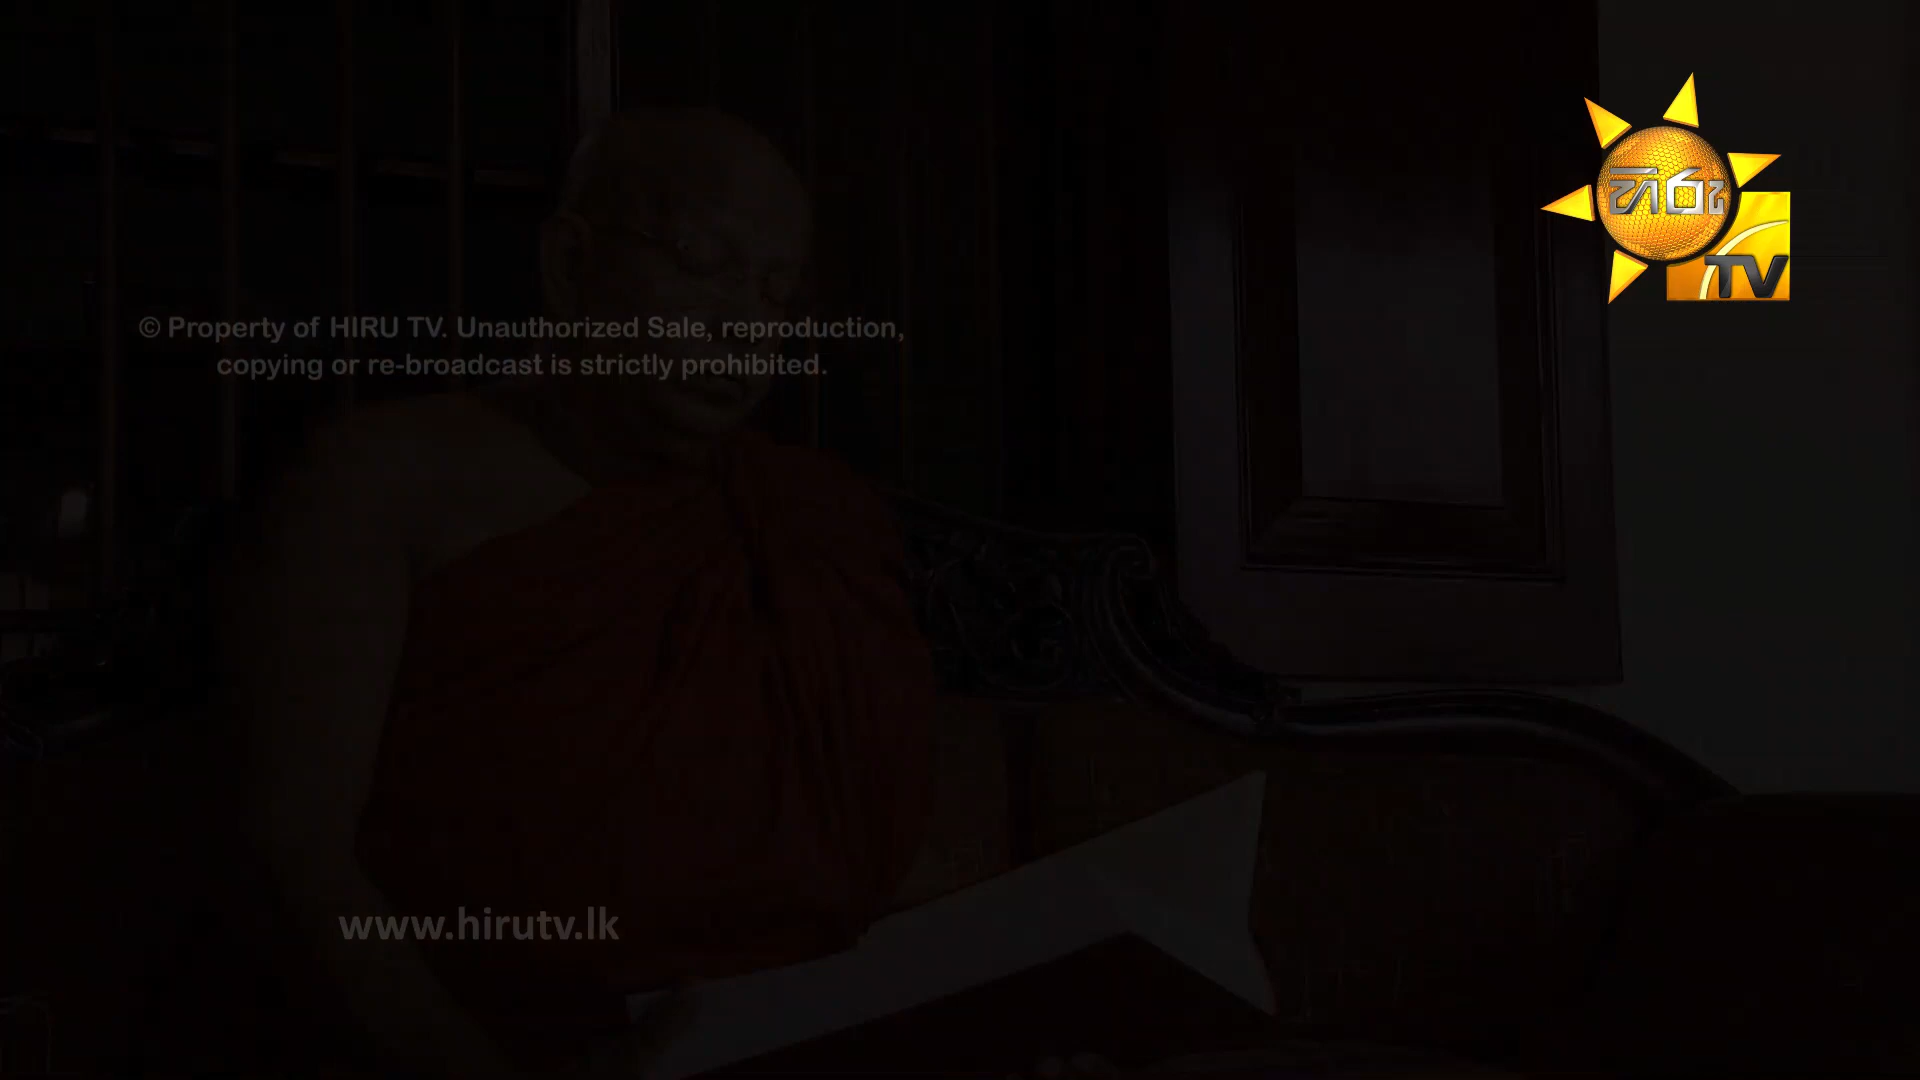 හිරු
TV
© Property of HIRU TV. Unauthorized Sale, reproduction,
copying or re-broadcast is strictly prohibited.
www.hirutv.lk